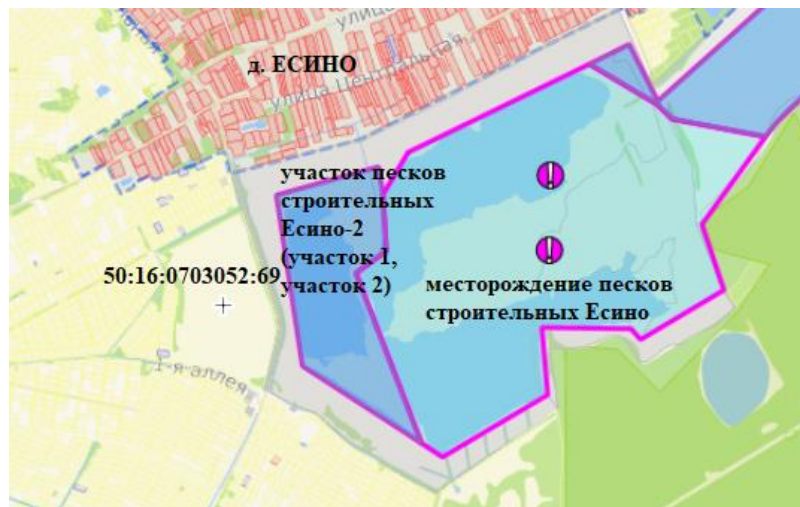 улица
д. ЕСИНО
улица Центральная
участок песков
строительных
Есино-2
(участок 1,
участок 2)
50:16:0703052:69
месторождение песков
строительных Есино
1-я аллея